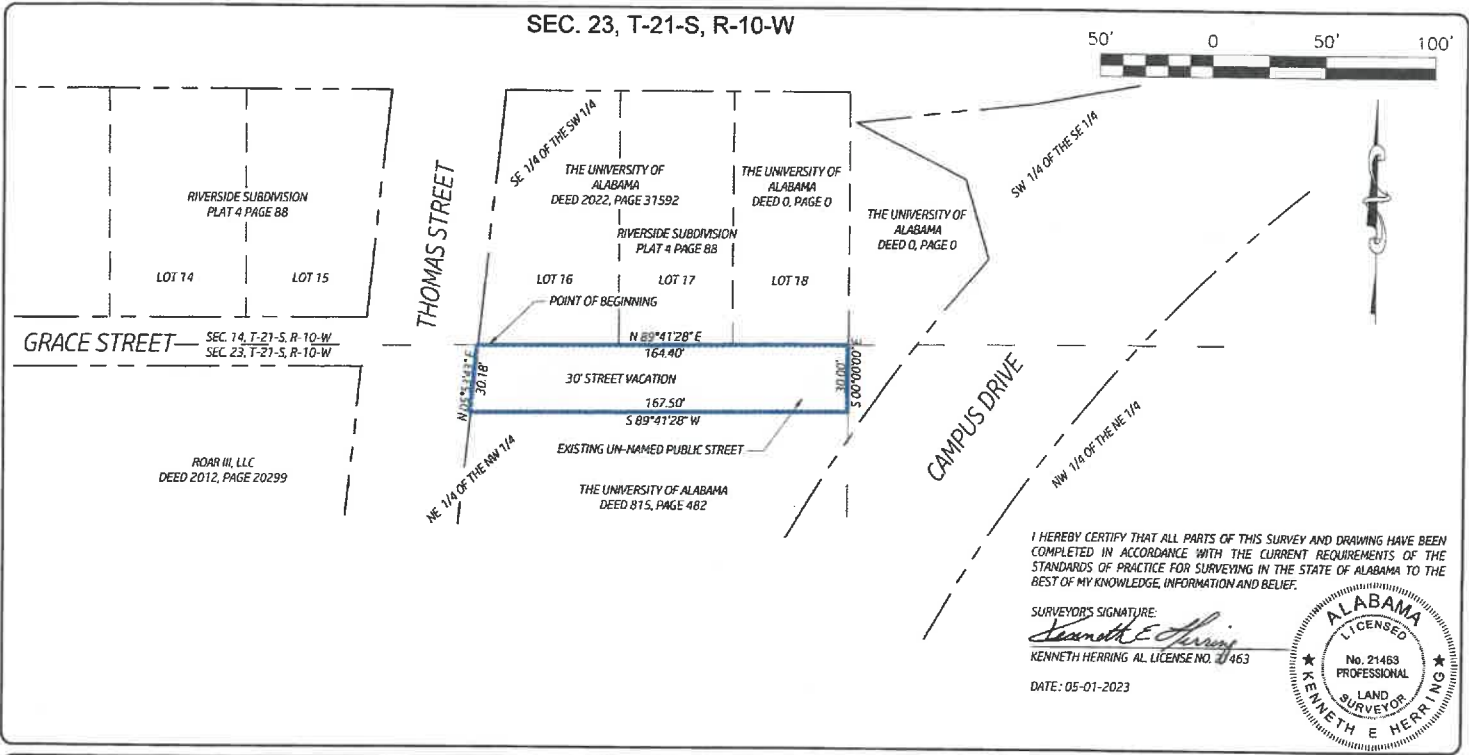 SEC. 23, T-21-S, R-10-W
50' 0 50' 100'
RIVERSIDE SUBDIVISION
PLAT 4 PAGE 88
LOT 14
LOT 15
THOMAS STREET
SE 1/4 OF THE SW 1/4
THE UNIVERSITY OF
ALABAMA
DEED 2022, PAGE 31592
THE UNIVERSITY OF
ALABAMA
DEED 0, PAGE 0
RIVERSIDE SUBDIVISION
PLAT 4 PAGE 88
LOT 16
LOT 17
LOT 18
THE UNIVERSITY OF
ALABAMA
DEED 0, PAGE 0
SW 1/4 OF THE SE 1/4
POINT OF BEGINNING
GRACE STREET
SEC. 14, T-21-S, R-10-W
SEC. 23, T-21-S, R-10-W
N 89°41'28" E
164.40'
N 05°53'43" E
30.18'
30' STREET VACATION
30.00'
S 00°00'00" E
167.50'
S 89°41'28" W
EXISTING UN-NAMED PUBLIC STREET
ROAR III, LLC
DEED 2012, PAGE 20299
NE 1/4 OF THE NW 1/4
THE UNIVERSITY OF ALABAMA
DEED 815, PAGE 482
CAMPUS DRIVE
NW 1/4 OF THE NE 1/4
I HEREBY CERTIFY THAT ALL PARTS OF THIS SURVEY AND DRAWING HAVE BEEN
COMPLETED IN ACCORDANCE WITH THE CURRENT REQUIREMENTS OF THE
STANDARDS OF PRACTICE FOR SURVEYING IN THE STATE OF ALABAMA TO THE
BEST OF MY KNOWLEDGE, INFORMATION AND BELIEF.
SURVEYOR'S SIGNATURE:
Kenneth E Herring
KENNETH HERRING AL. LICENSE NO. 21463
DATE: 05-01-2023
ALABAMA
LICENSED
No. 21463
PROFESSIONAL
LAND
SURVEYOR
KENNETH E HERRING